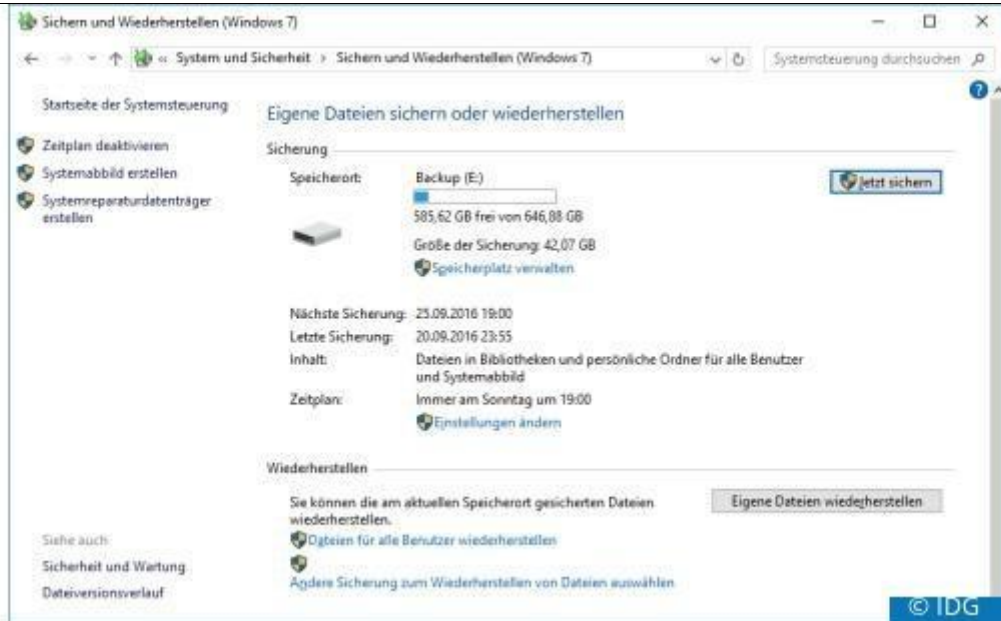 Sichern und Wiederherstellen (Windows 7)
« System und Sicherheit › Sichern und Wiederherstellen (Windows 7)
Systemsteuerung durchsuchen
Startseite der Systemsteuerung
Zeitplan deaktivieren
Systemabbild erstellen
Systemreparaturdatenträger
erstellen
Eigene Dateien sichern oder wiederherstellen
Sicherung
Speicherort: Backup (E:)
Jetzt sichern
585,62 GB frei von 646,88 GB
Größe der Sicherung: 42,07 GB
Speicherplatz verwalten
Nächste Sicherung: 25.09.2016 19:00
Letzte Sicherung: 20.09.2016 23:55
Inhalt: Dateien in Bibliotheken und persönliche Ordner für alle Benutzer
und Systemabbild
Zeitplan: Immer am Sonntag um 19:00
Einstellungen ändern
Wiederherstellen
Sie können die am aktuellen Speicherort gesicherten Dateien
wiederherstellen.
Eigene Dateien wiederherstellen
Dateien für alle Benutzer wiederherstellen
Andere Sicherung zum Wiederherstellen von Dateien auswählen
Siehe auch
Sicherheit und Wartung
Dateiversionsverlauf
© IDG